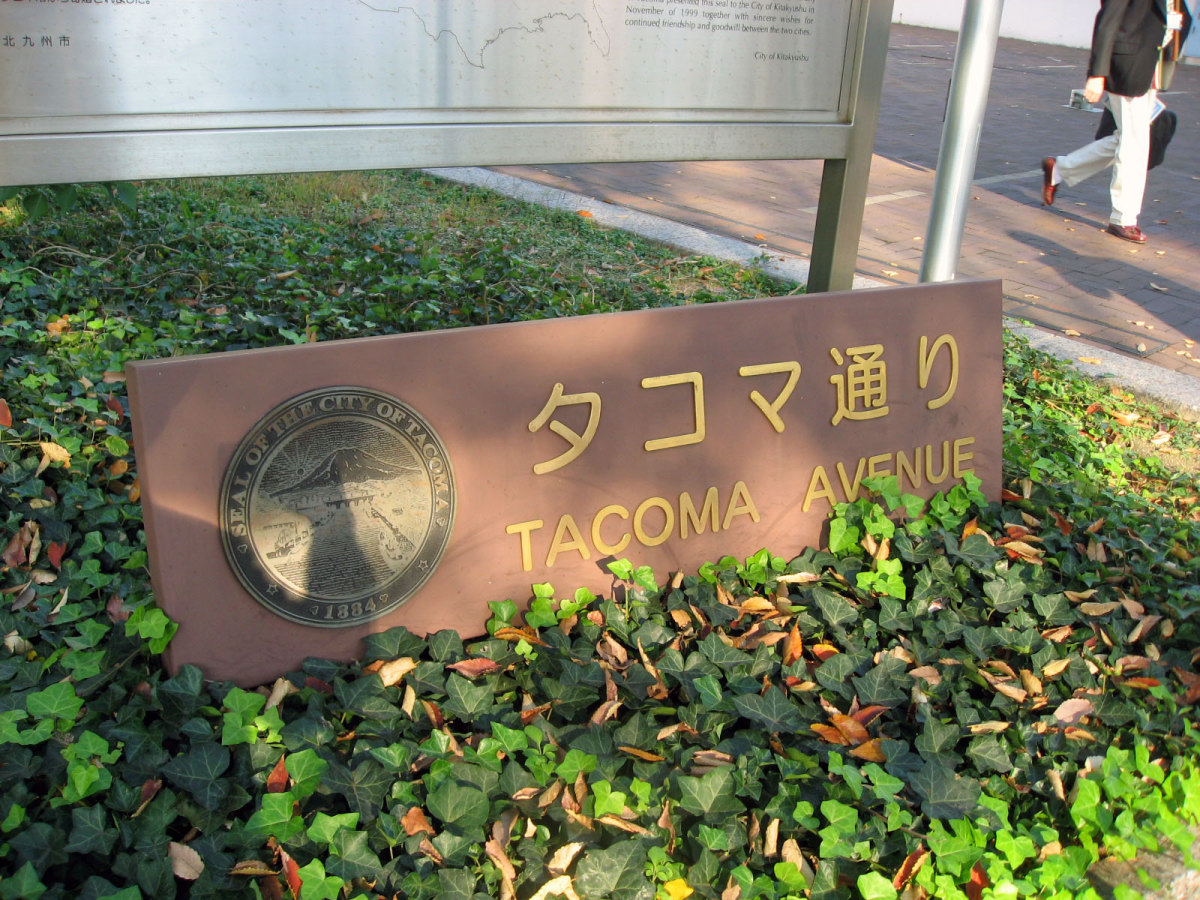 北九州市
presented this seal to the City of Kitakyushu in
November of 1999 together with sincere wishes for
continued friendship and goodwill between the two cities.
City of Kitakyushu
タコマ通り
TACOMA AVENUE
SEAL OF THE CITY OF TACOMA
1884